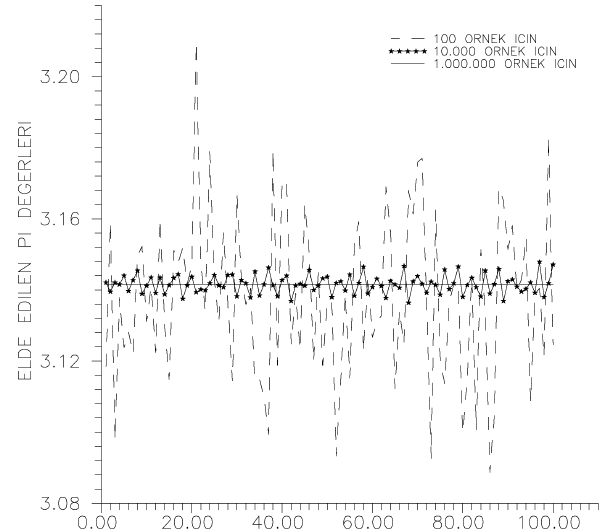 100 ORNEK ICIN
10.000 ORNEK ICIN
1.000.000 ORNEK ICIN
ELDE EDILEN PI DEGERLERI
3.20
3.16
3.12
3.08
0.00 20.00 40.00 60.00 80.00 100.00